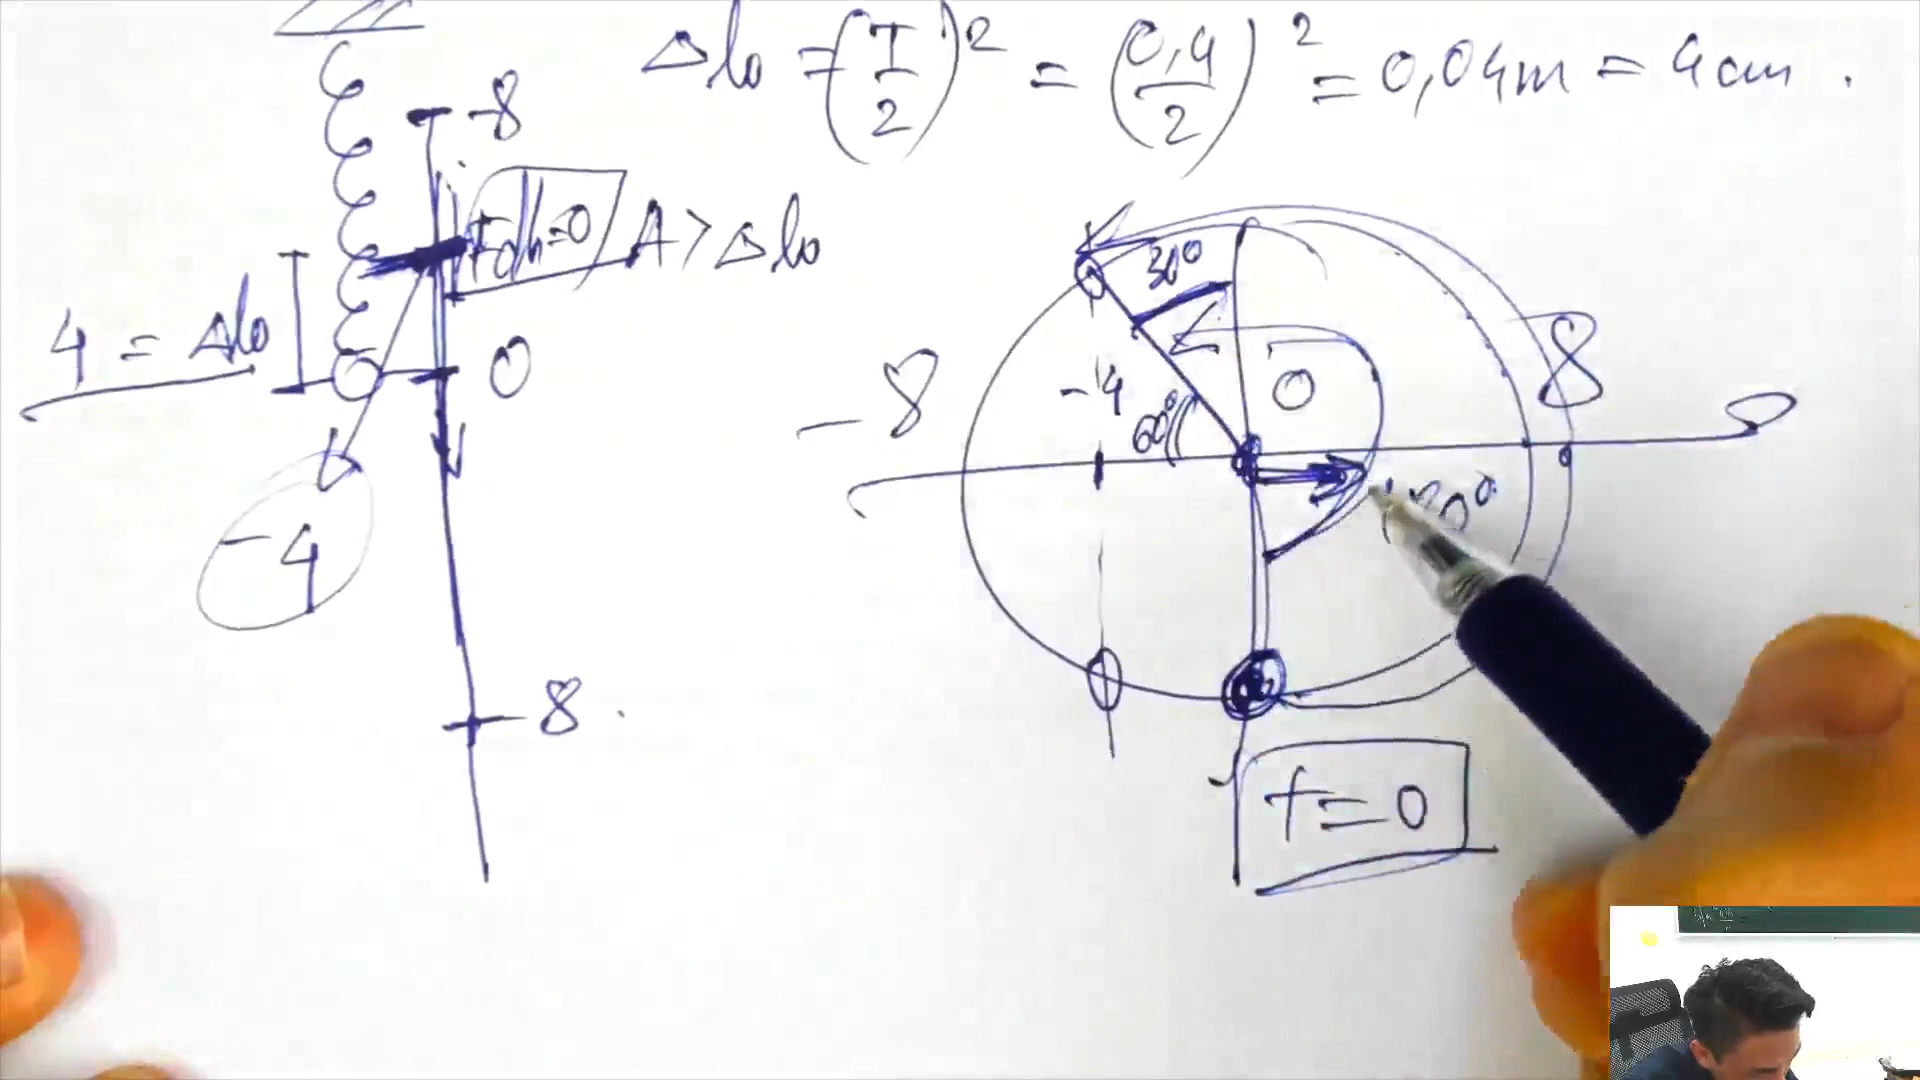 Δl₀ = (T/2)² = (0,4/2)² = 0,04m = 4cm .
-8
Fđh=0
A > Δl₀
30°
4 = Δl₀
0
-8
-4
60°
0
8
-4
8
t=0